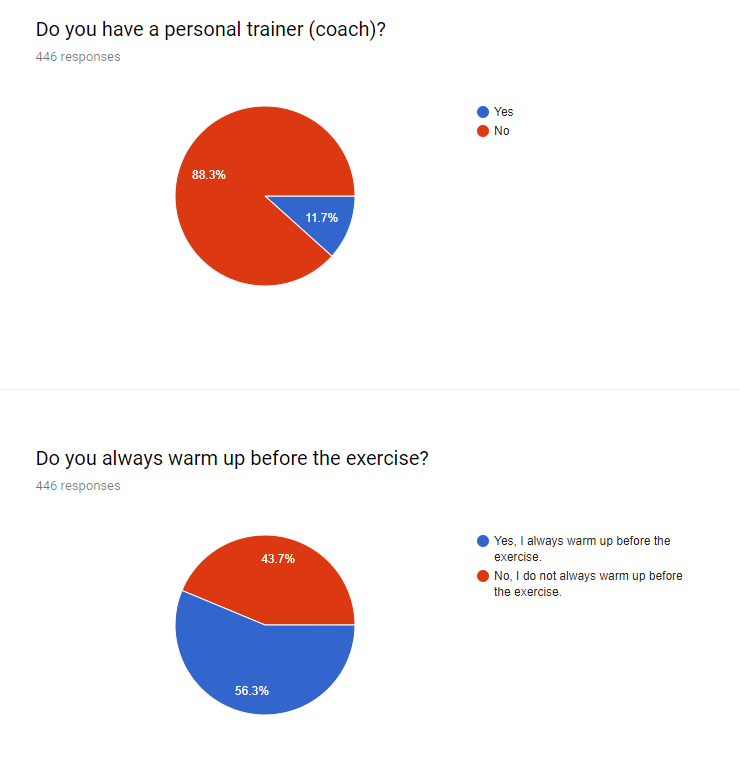 Do you have a personal trainer (coach)?
446 responses
Yes
No
88.3%
11.7%
Do you always warm up before the exercise?
446 responses
Yes, I always warm up before the
exercise.
No, I do not always warm up before
the exercise.
43.7%
56.3%